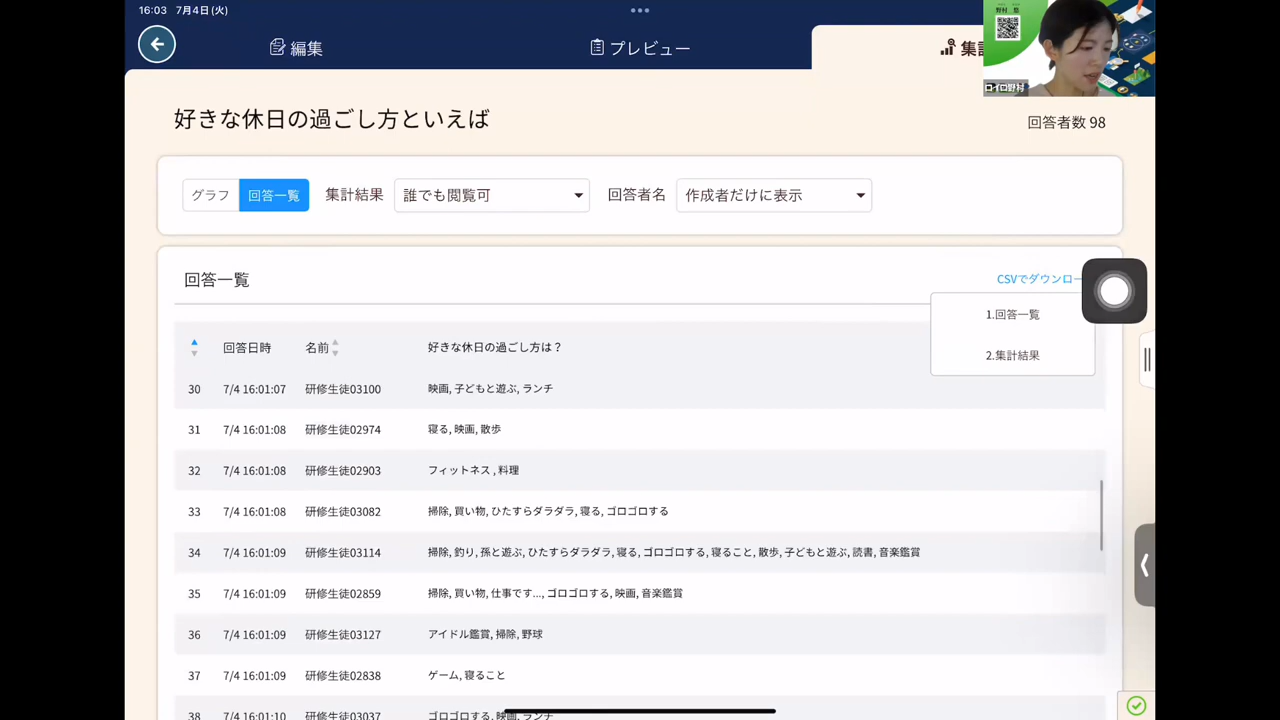 16:03 7月4日(火)
野村 悠
編集
プレビュー
集計
ロイロ野村
好きな休日の過ごし方といえば
回答者数 98
グラフ 回答一覧 集計結果 誰でも閲覧可 回答者名 作成者だけに表示
回答一覧
CSVでダウンロー
1.回答一覧
2.集計結果
回答日時 名前 好きな休日の過ごし方は？
30 7/4 16:01:07 研修生徒03100 映画, 子どもと遊ぶ, ランチ
31 7/4 16:01:08 研修生徒02974 寝る, 映画, 散歩
32 7/4 16:01:08 研修生徒02903 フィットネス , 料理
33 7/4 16:01:08 研修生徒03082 掃除, 買い物, ひたすらダラダラ, 寝る, ゴロゴロする
34 7/4 16:01:09 研修生徒03114 掃除, 釣り, 孫と遊ぶ, ひたすらダラダラ, 寝る, ゴロゴロする, 寝ること, 散歩, 子どもと遊ぶ, 読書, 音楽鑑賞
35 7/4 16:01:09 研修生徒02859 掃除, 買い物, 仕事です..., ゴロゴロする, 映画, 音楽鑑賞
36 7/4 16:01:09 研修生徒03127 アイドル鑑賞, 掃除, 野球
37 7/4 16:01:09 研修生徒02838 ゲーム, 寝ること
38 7/4 16:01:10 研修生徒03037 ゴロゴロする, 映画, ランチ